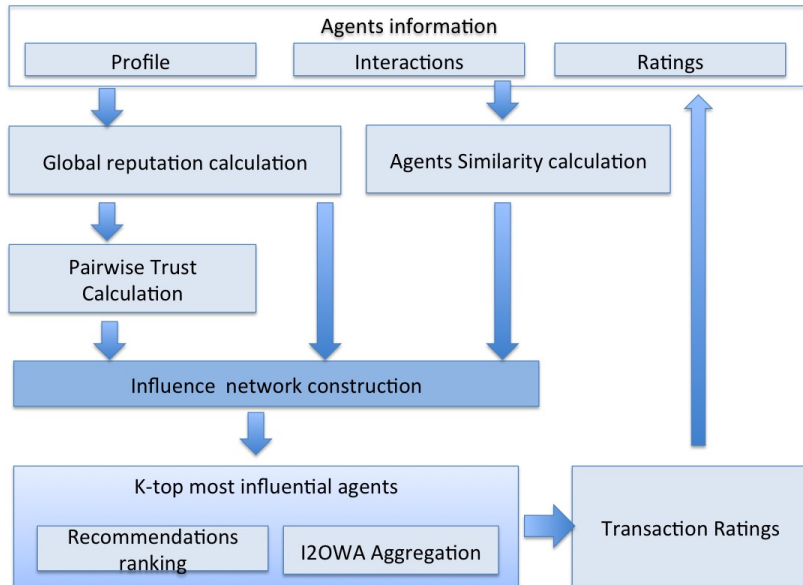 Agents information
Profile
Interactions
Ratings
Global reputation calculation
Agents Similarity calculation
Pairwise Trust
Calculation
Influence network construction
K-top most influential agents
Recommendations
ranking
I2OWA Aggregation
Transaction Ratings